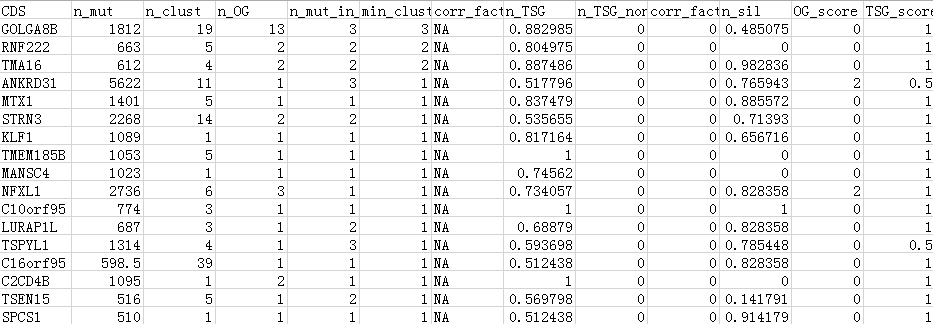 CDS n_mut n_clust n_OG n_mut_in min_clust corr_fact n_TSG n_TSG_nor corr_fact n_sil OG_score TSG_score
GOLGA8B 1812 19 13 3 3 NA 0.882985 0 0 0.485075 0 1
RNF222 663 5 2 2 2 NA 0.804975 0 0 0 0 1
TMA16 612 4 2 2 2 NA 0.887486 0 0 0.982836 0 1
ANKRD31 5622 11 1 3 1 NA 0.517796 0 0 0.765943 2 0.5
MTX1 1401 5 1 1 1 NA 0.837479 0 0 0.885572 0 1
STRN3 2268 14 2 2 1 NA 0.535655 0 0 0.71393 0 1
KLF1 1089 1 1 1 1 NA 0.817164 0 0 0.656716 0 1
TMEM185B 1053 5 1 1 1 NA 1 0 0 0 0 1
MANSC4 1023 1 1 1 1 NA 0.74562 0 0 0 0 1
NFXL1 2736 6 3 1 1 NA 0.734057 0 0 0.828358 2 1
C10orf95 774 3 1 1 1 NA 1 0 0 1 0 1
LURAP1L 687 3 1 2 1 NA 0.68879 0 0 0.828358 0 1
TSPYL1 1314 4 1 3 1 NA 0.593698 0 0 0.785448 0 0.5
C16orf95 598.5 39 1 1 1 NA 0.512438 0 0 0.828358 0 1
C2CD4B 1095 1 2 1 1 NA 1 0 0 0 0 1
TSEN15 516 5 1 2 1 NA 0.569798 0 0 0.141791 0 1
SPCS1 510 1 1 1 1 NA 0.512438 0 0 0.914179 0 1